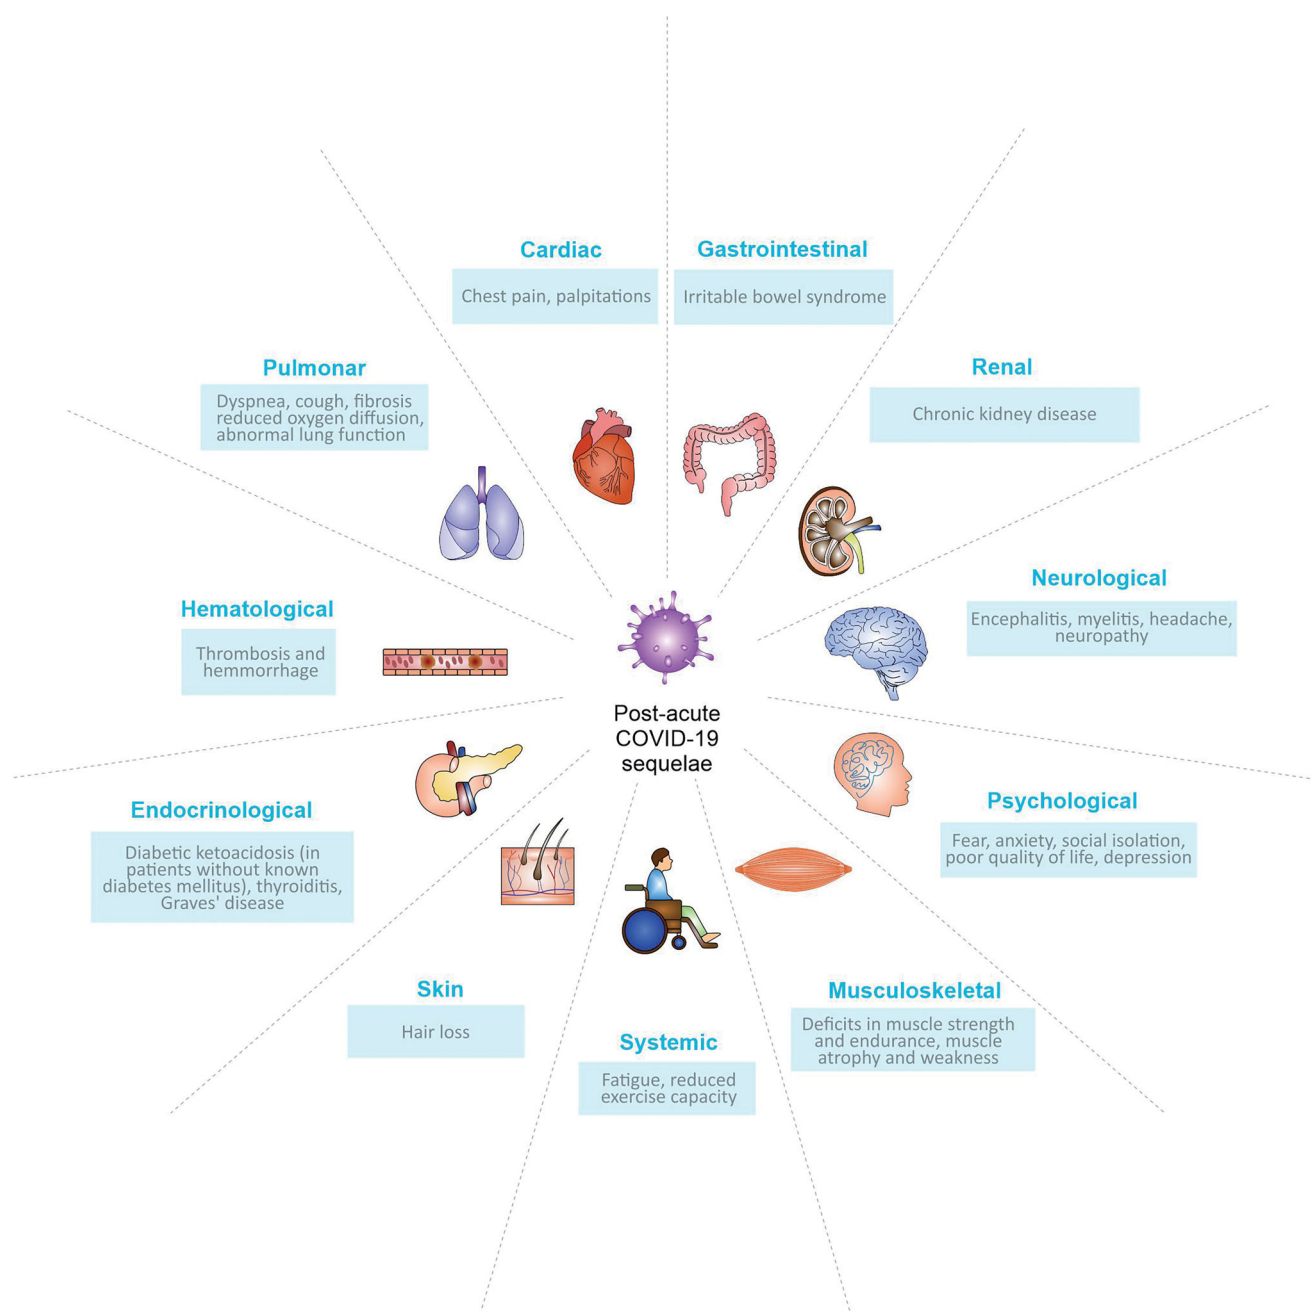 Cardiac
Chest pain, palpitations
Gastrointestinal
Irritable bowel syndrome
Pulmonar
Dyspnea, cough, fibrosis
reduced oxygen diffusion,
abnormal lung function
Renal
Chronic kidney disease
Hematological
Thrombosis and
hemmorrhage
Neurological
Encephalitis, myelitis, headache,
neuropathy
Post-acute
COVID-19
sequelae
Endocrinological
Diabetic ketoacidosis (in
patients without known
diabetes mellitus), thyroiditis,
Graves' disease
Psychological
Fear, anxiety, social isolation,
poor quality of life, depression
Skin
Hair loss
Systemic
Fatigue, reduced
exercise capacity
Musculoskeletal
Deficits in muscle strength
and endurance, muscle
atrophy and weakness